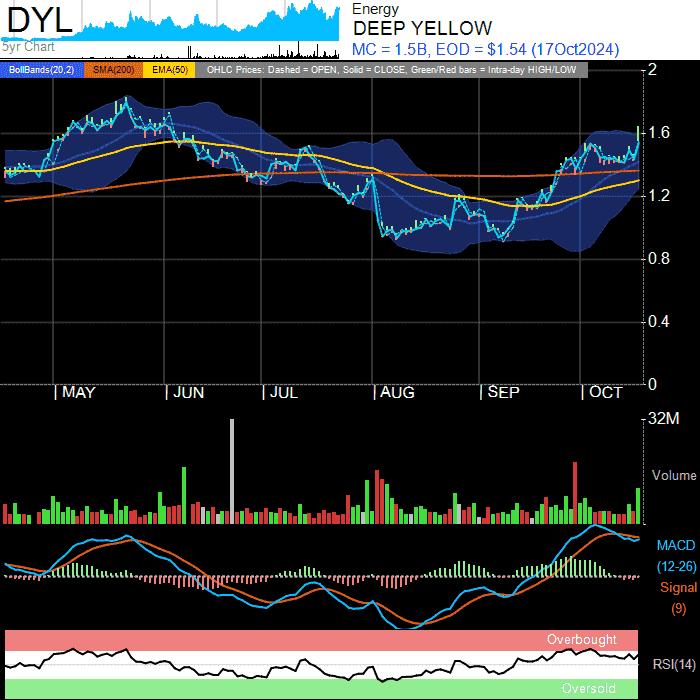 DYL
5yr Chart
Energy
DEEP YELLOW
MC = 1.5B, EOD = $1.54 (17Oct2024)
BollBands(20,2) SMA(200) EMA(50) OHLC Prices: Dashed = OPEN, Solid = CLOSE, Green/Red bars = Intra-day HIGH/LOW
2
1.6
1.2
0.8
0.4
0
| MAY | JUN | JUL | AUG | SEP | OCT
32M
Volume
MACD
(12-26)
Signal
(9)
Overbought
RSI(14)
Oversold